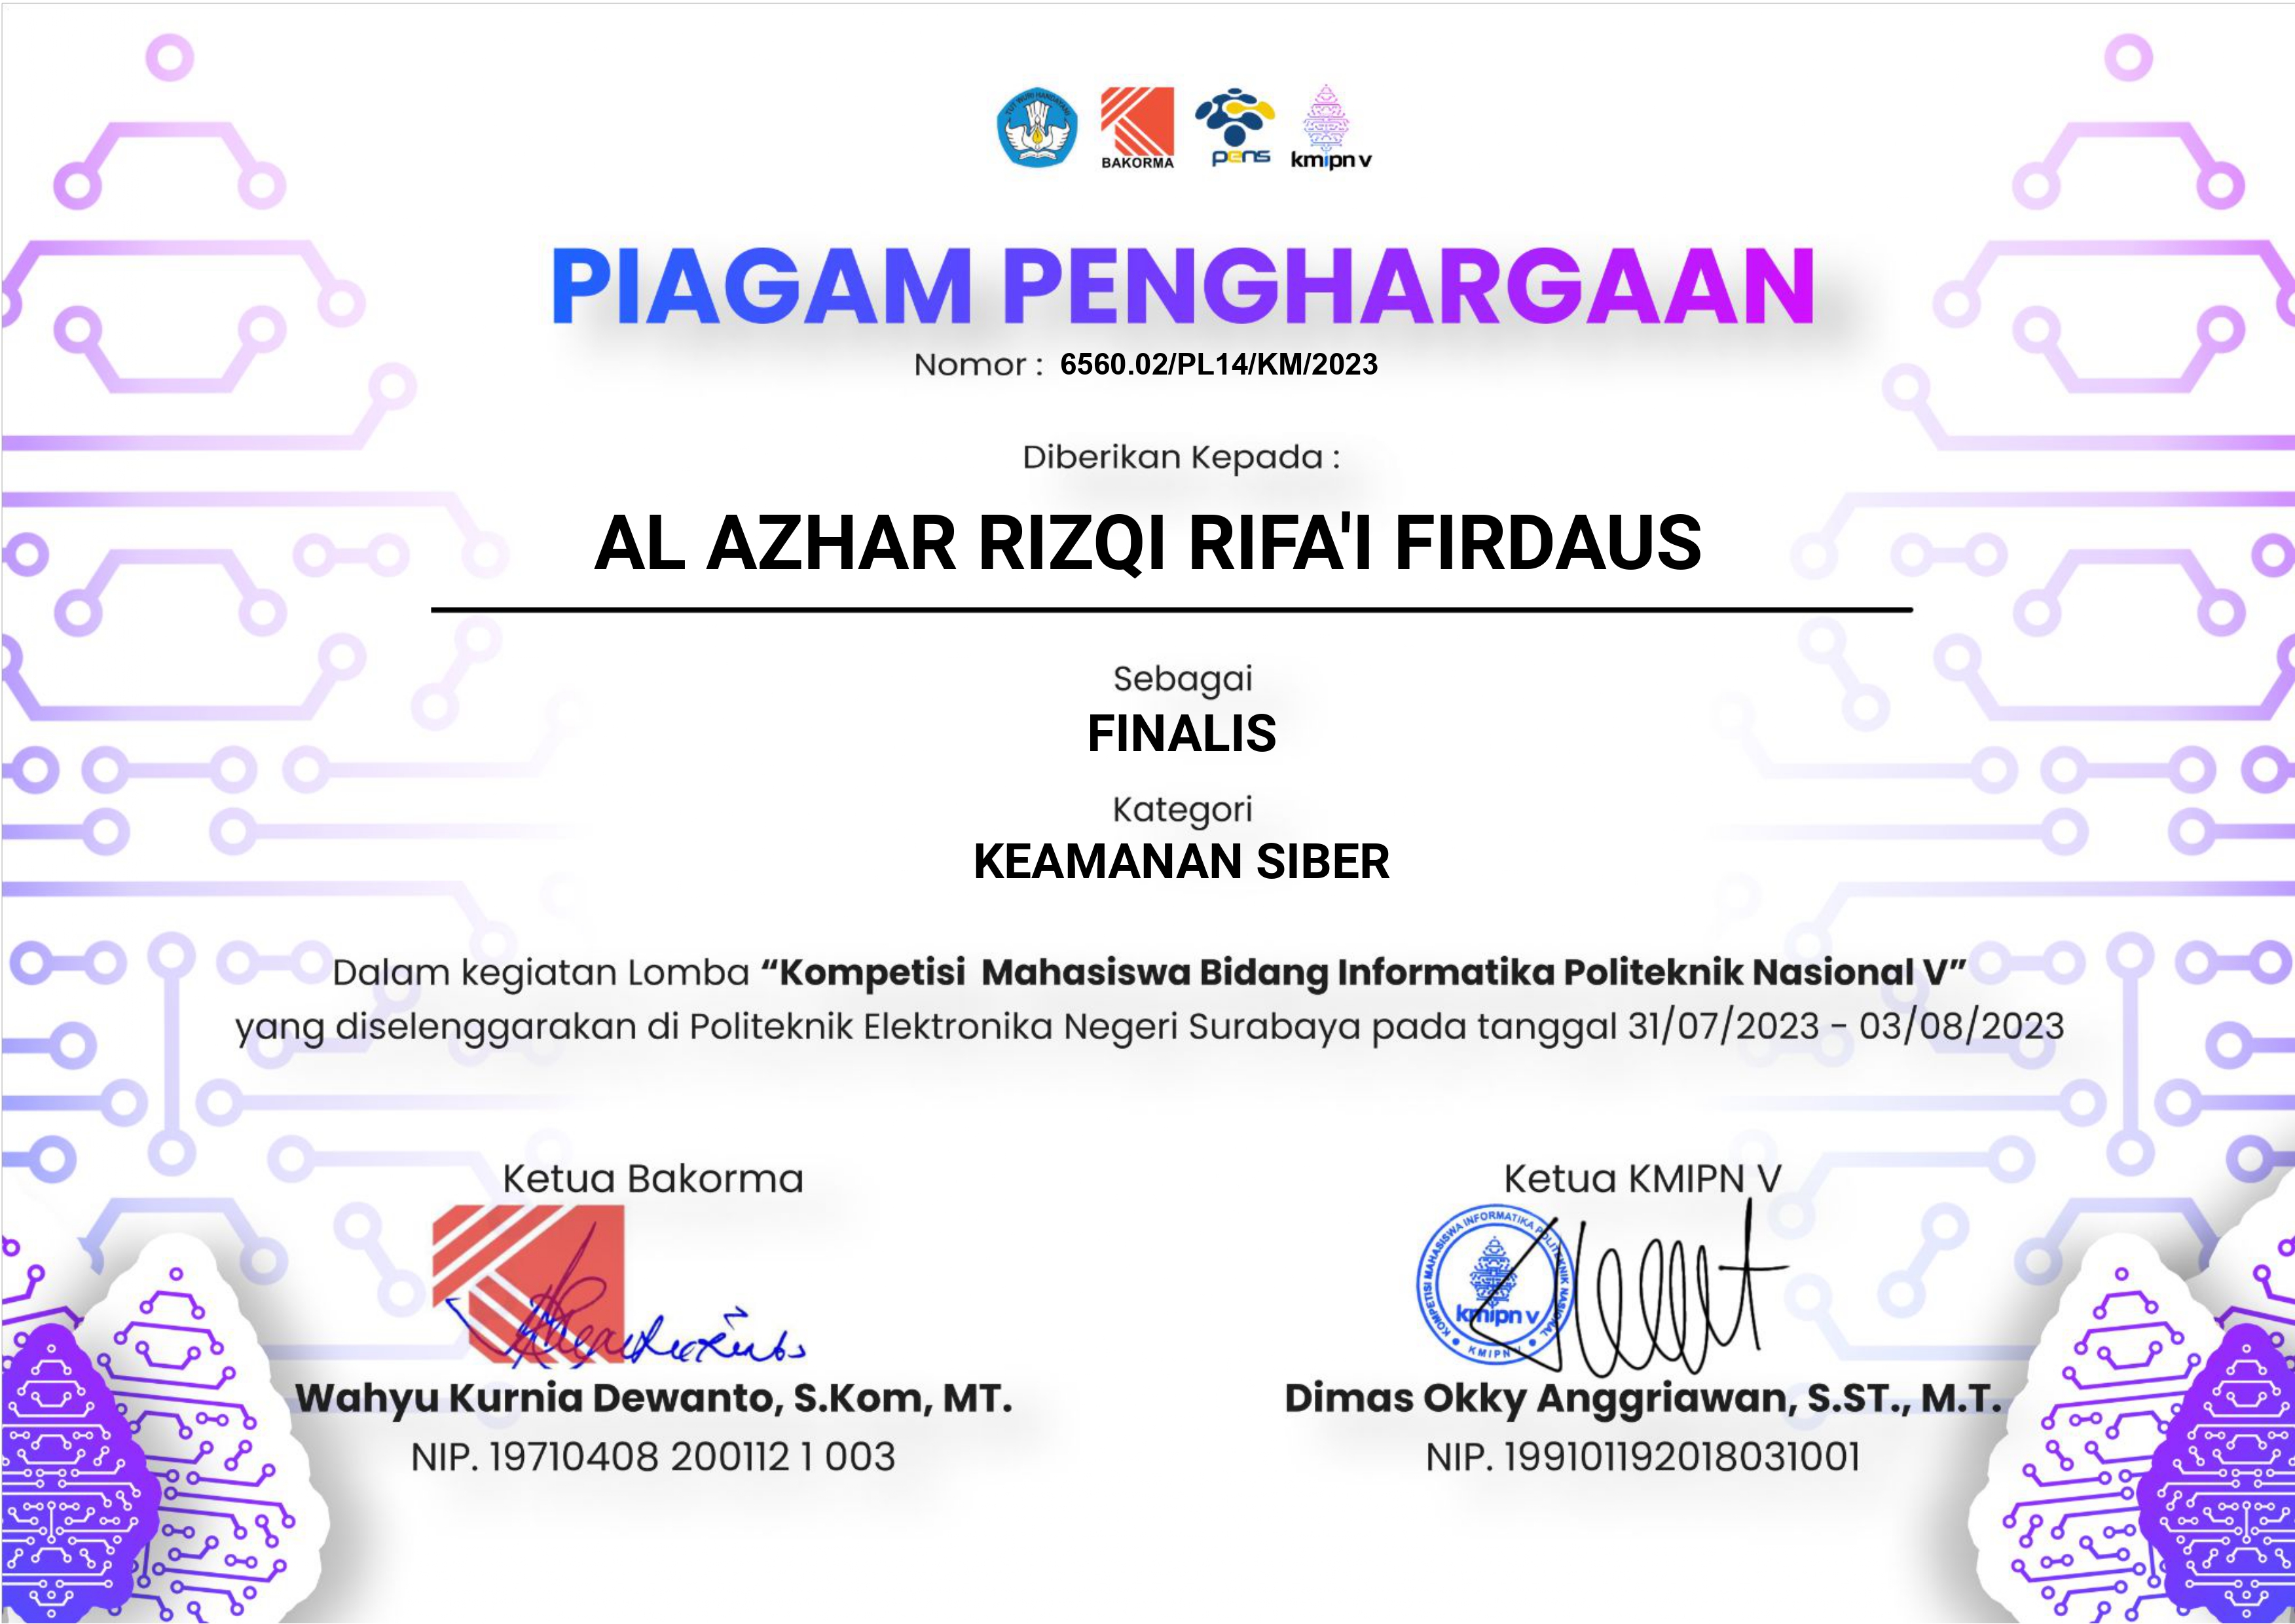 TUT WURI HANDAYANI
BAKORMA
pens
kmipn v
PIAGAM PENGHARGAAN
Nomor : 6560.02/PL14/KM/2023
Diberikan Kepada :
AL AZHAR RIZQI RIFA'I FIRDAUS
Sebagai
FINALIS
Kategori
KEAMANAN SIBER
Dalam kegiatan Lomba “Kompetisi Mahasiswa Bidang Informatika Politeknik Nasional V”
yang diselenggarakan di Politeknik Elektronika Negeri Surabaya pada tanggal 31/07/2023 - 03/08/2023
Ketua Bakorma
Wahyu Kurnia Dewanto, S.Kom, MT.
NIP. 19710408 200112 1 003
Ketua KMIPN V
KOMPETISI MAHASISWA INFORMATIKA POLITEKNIK NASIONAL
kmipn v
KMIPN V
Dimas Okky Anggriawan, S.ST., M.T.
NIP. 199101192018031001